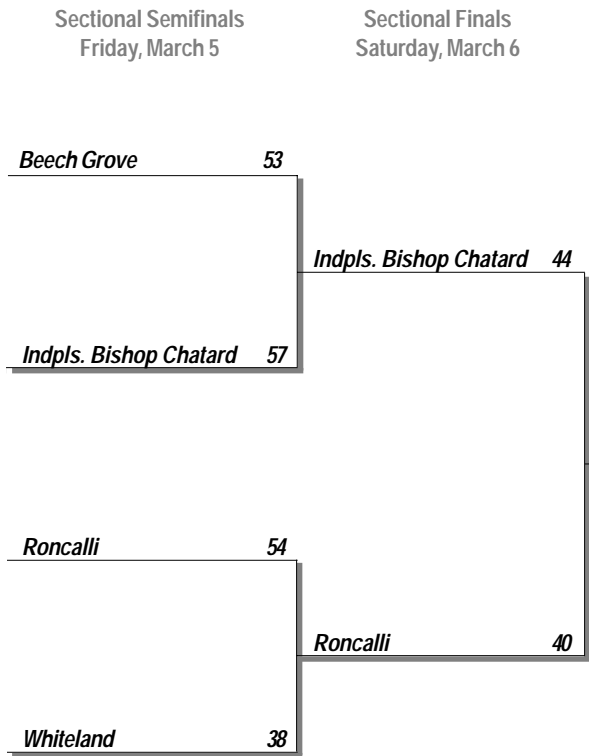 Sectional Semifinals
Friday, March 5
Sectional Finals
Saturday, March 6
Beech Grove 53
Indpls. Bishop Chatard 44
Indpls. Bishop Chatard 57
Roncalli 54
Roncalli 40
Whiteland 38